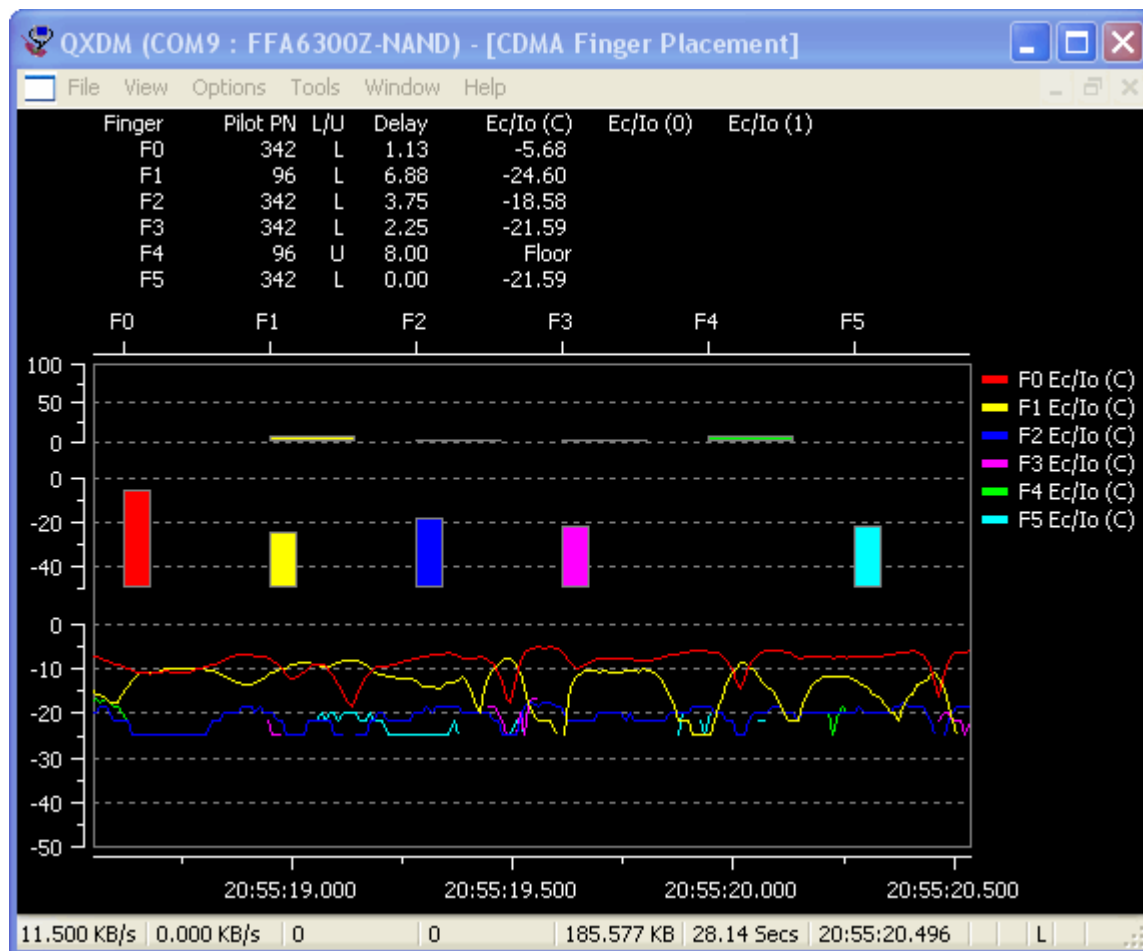 QXDM (COM9 : FFA6300Z-NAND) - [CDMA Finger Placement]
File View Options Tools Window Help
Finger Pilot PN L/U Delay Ec/Io (C) Ec/Io (0) Ec/Io (1)
F0 342 L 1.13 -5.68
F1 96 L 6.88 -24.60
F2 342 L 3.75 -18.58
F3 342 L 2.25 -21.59
F4 96 U 8.00 Floor
F5 342 L 0.00 -21.59
F0 F1 F2 F3 F4 F5
100
50
0
0
-20
-40
0
-10
-20
-30
-40
-50
F0 Ec/Io (C)
F1 Ec/Io (C)
F2 Ec/Io (C)
F3 Ec/Io (C)
F4 Ec/Io (C)
F5 Ec/Io (C)
20:55:19.000 20:55:19.500 20:55:20.000 20:55:20.500
11.500 KB/s 0.000 KB/s 0 0 185.577 KB 28.14 Secs 20:55:20.496 L